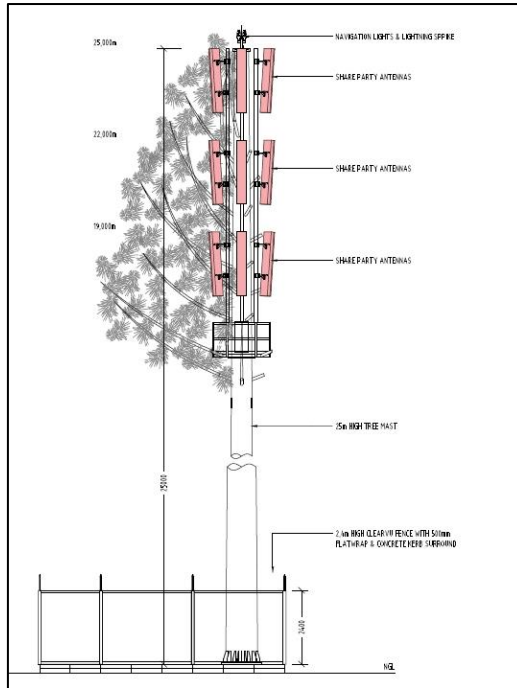 NAVIGATION LIGHTS & LIGHTNING SPPIKE
25,000m
SHARE PARTY ANTENNAS
22,000m
SHARE PARTY ANTENNAS
19,000m
SHARE PARTY ANTENNAS
25m HIGH TREE MAST
25000
2,4m HIGH CLEARVU FENCE WITH 500mm
FLATWRAP & CONCRETE KERB SURROUND
2400
NGL